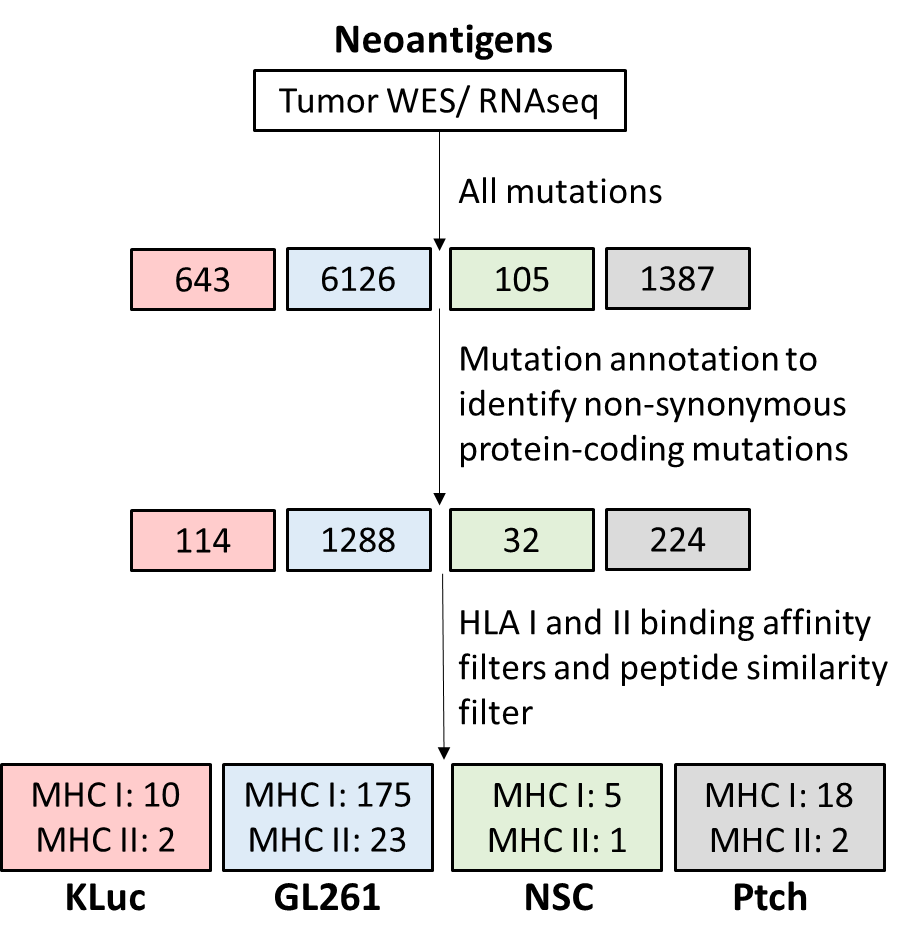 Neoantigens
Tumor WES/ RNAseq
All mutations
643
6126
105
1387
Mutation annotation to
identify non-synonymous
protein-coding mutations
114
1288
32
224
HLA I and II binding affinity
filters and peptide similarity
filter
MHC I: 10
MHC II: 2
MHC I: 175
MHC II: 23
MHC I: 5
MHC II: 1
MHC I: 18
MHC II: 2
KLuc
GL261
NSC
Ptch